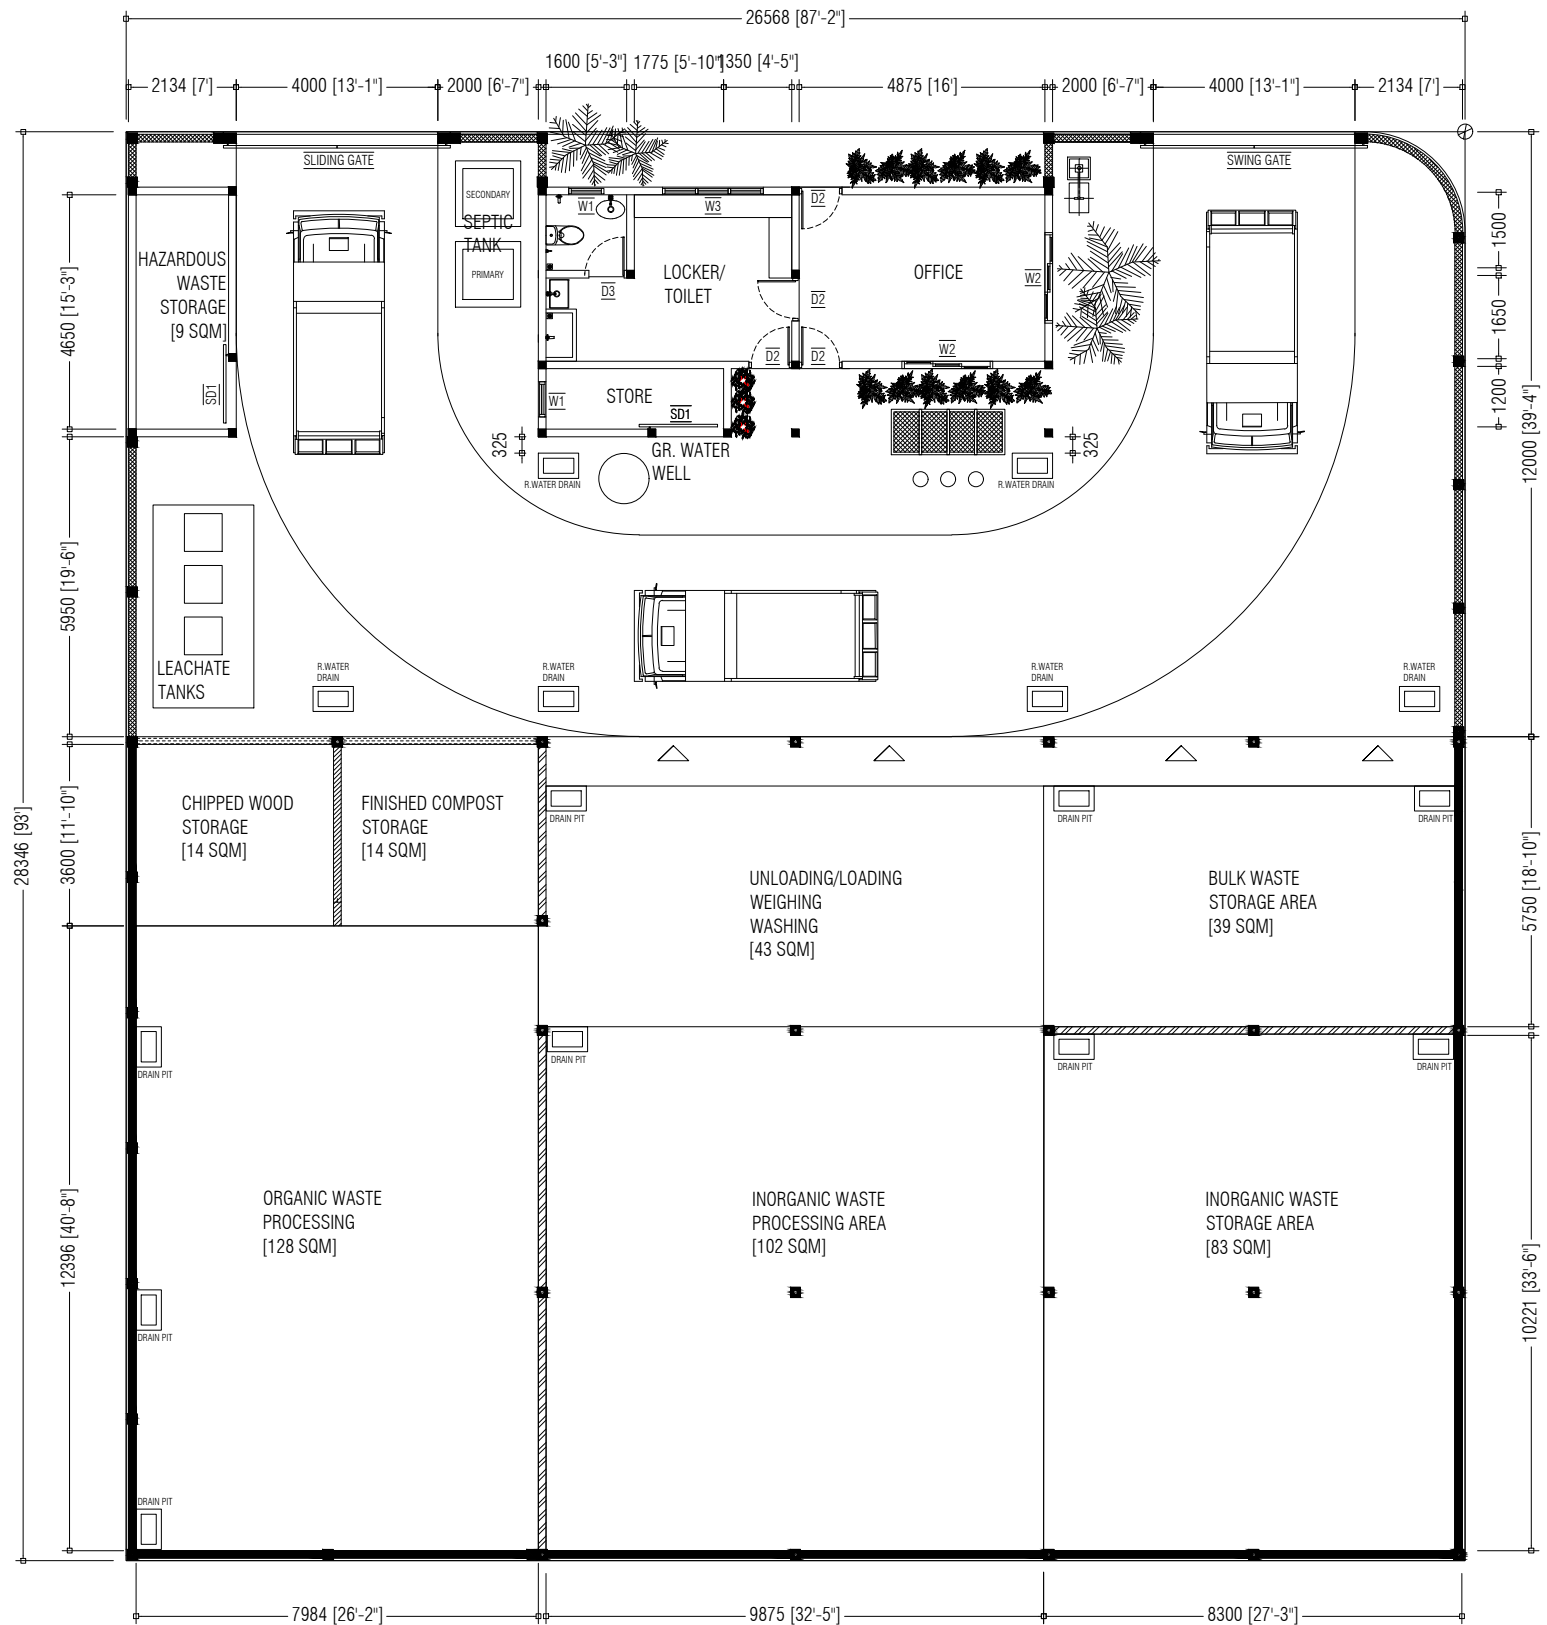 26568 [87'-2"]
1600 [5'-3"]
1775 [5'-10"]
1350 [4'-5"]
2134 [7']
4000 [13'-1"]
2000 [6'-7"]
4875 [16']
2000 [6'-7"]
4000 [13'-1"]
2134 [7']
SLIDING GATE
SWING GATE
SECONDARY
SEPTIC
TANK
PRIMARY
W1
W3
D2
HAZARDOUS
WASTE
STORAGE
[9 SQM]
LOCKER/
TOILET
OFFICE
W2
D3
D2
D2
D2
W2
SD1
W1
STORE
SD1
GR. WATER
WELL
325
325
R.WATER DRAIN
R.WATER DRAIN
1500
1650
1200
12000 [39'-4"]
4650 [15'-3"]
5950 [19'-6"]
LEACHATE
TANKS
R.WATER
DRAIN
R.WATER
DRAIN
R.WATER
DRAIN
R.WATER
DRAIN
28346 [93']
3600 [11'-10"]
CHIPPED WOOD
STORAGE
[14 SQM]
FINISHED COMPOST
STORAGE
[14 SQM]
DRAIN PIT
DRAIN PIT
DRAIN PIT
UNLOADING/LOADING
WEIGHING
WASHING
[43 SQM]
BULK WASTE
STORAGE AREA
[39 SQM]
5750 [18'-10"]
DRAIN PIT
DRAIN PIT
DRAIN PIT
DRAIN PIT
12396 [40'-8"]
ORGANIC WASTE
PROCESSING
[128 SQM]
INORGANIC WASTE
PROCESSING AREA
[102 SQM]
INORGANIC WASTE
STORAGE AREA
[83 SQM]
10221 [33'-6"]
DRAIN PIT
DRAIN PIT
7984 [26'-2"]
9875 [32'-5"]
8300 [27'-3"]